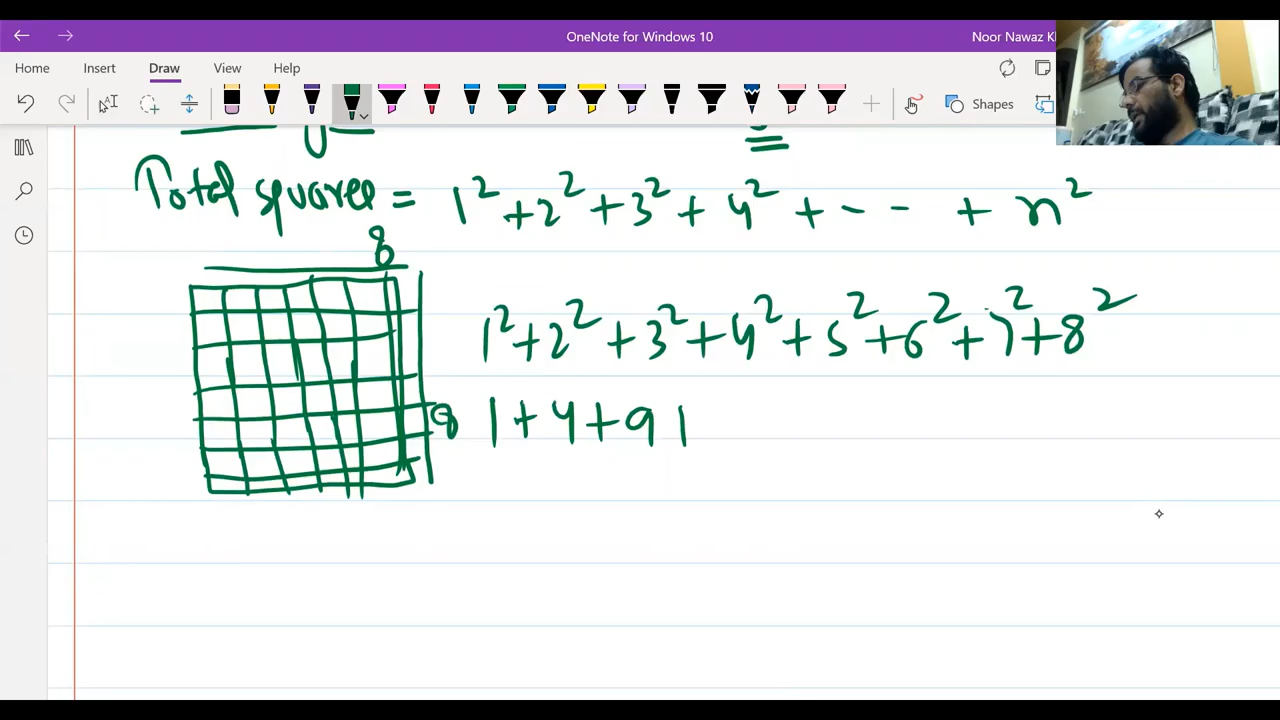 OneNote for Windows 10
Noor Nawaz Kh
Home Insert Draw View Help
Shapes
Total squares = 1² + 2² + 3² + 4² + - - + n²
8
1² + 2² + 3² + 4² + 5² + 6² + 7² + 8²
8
1 + 4 + 9 1